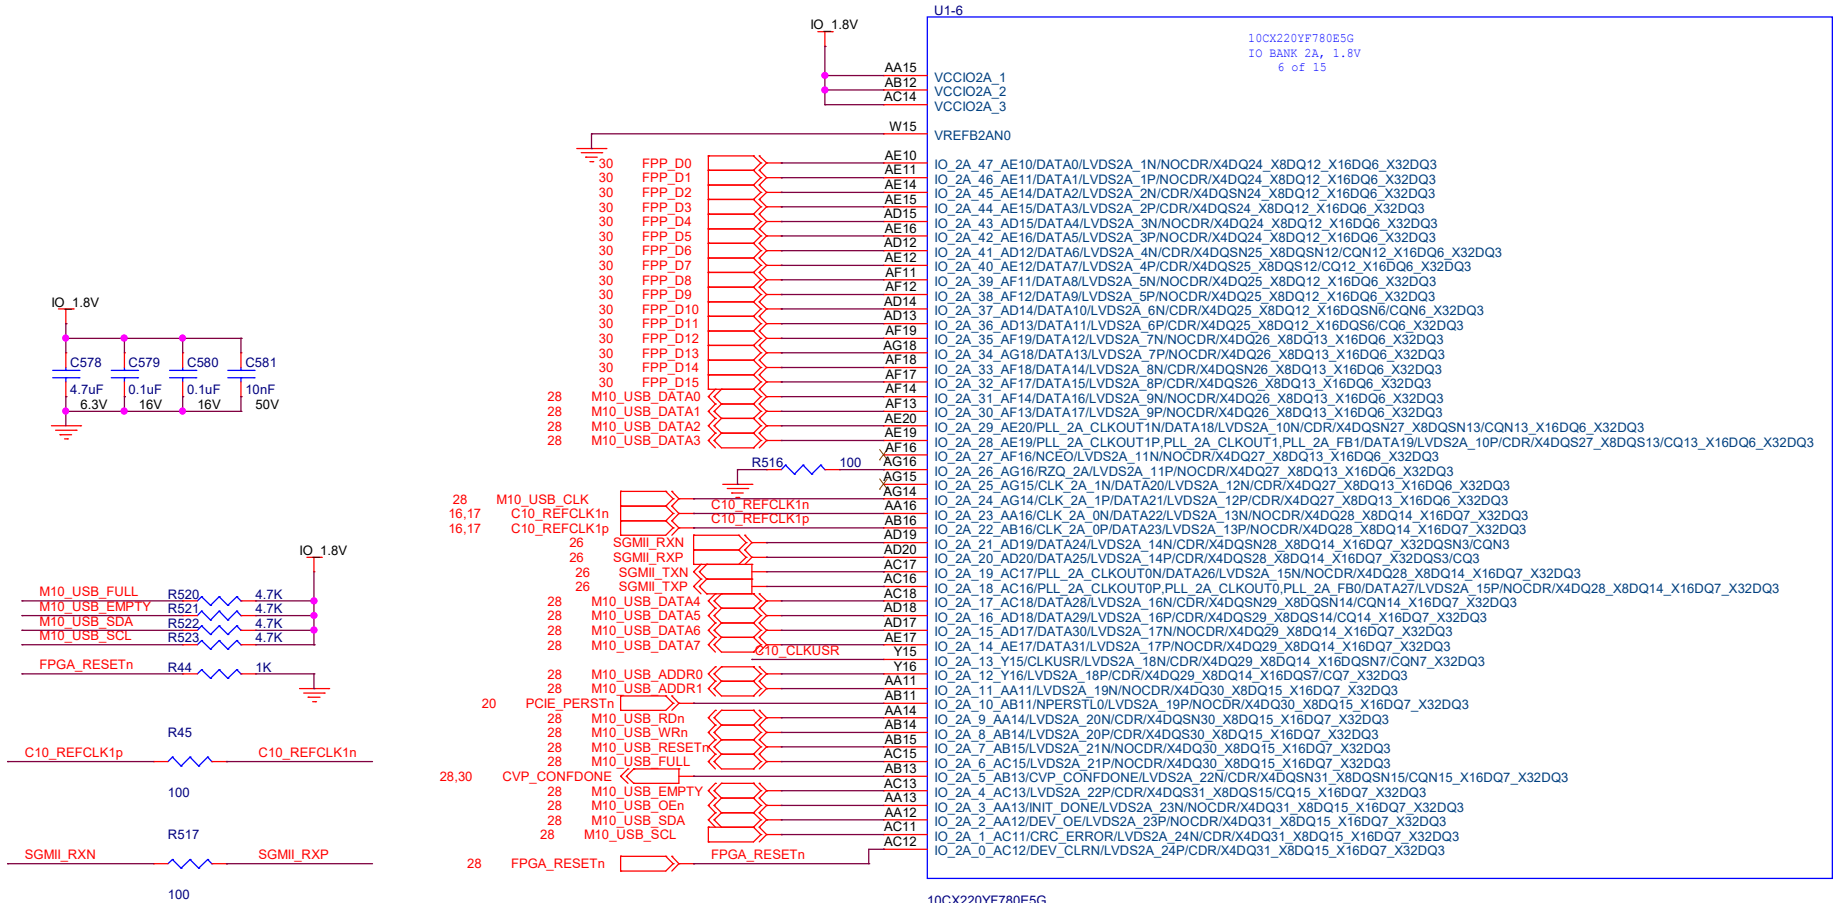 U1-6
10CX220YF780E5G
IO BANK 2A, 1.8V
6 of 15
IO_1.8V
AA15 VCCIO2A_1
AB12 VCCIO2A_2
AC14 VCCIO2A_3
W15 VREFB2AN0
30 FPP_D0 AE10 IO_2A_47_AE10/DATA0/LVDS2A_1N/NOCDR/X4DQ24_X8DQ12_X16DQ6_X32DQ3
30 FPP_D1 AE11 IO_2A_46_AE11/DATA1/LVDS2A_1P/NOCDR/X4DQ24_X8DQ12_X16DQ6_X32DQ3
30 FPP_D2 AE14 IO_2A_45_AE14/DATA2/LVDS2A_2N/CDR/X4DQSN24_X8DQ12_X16DQ6_X32DQ3
30 FPP_D3 AE15 IO_2A_44_AE15/DATA3/LVDS2A_2P/CDR/X4DQS24_X8DQ12_X16DQ6_X32DQ3
30 FPP_D4 AD15 IO_2A_43_AD15/DATA4/LVDS2A_3N/NOCDR/X4DQ24_X8DQ12_X16DQ6_X32DQ3
30 FPP_D5 AE16 IO_2A_42_AE16/DATA5/LVDS2A_3P/NOCDR/X4DQ24_X8DQ12_X16DQ6_X32DQ3
30 FPP_D6 AD12 IO_2A_41_AD12/DATA6/LVDS2A_4N/CDR/X4DQSN25_X8DQSN12/CQN12_X16DQ6_X32DQ3
30 FPP_D7 AE12 IO_2A_40_AE12/DATA7/LVDS2A_4P/CDR/X4DQS25_X8DQS12/CQ12_X16DQ6_X32DQ3
30 FPP_D8 AF11 IO_2A_39_AF11/DATA8/LVDS2A_5N/NOCDR/X4DQ25_X8DQ12_X16DQ6_X32DQ3
30 FPP_D9 AF12 IO_2A_38_AF12/DATA9/LVDS2A_5P/NOCDR/X4DQ25_X8DQ12_X16DQ6_X32DQ3
30 FPP_D10 AD14 IO_2A_37_AD14/DATA10/LVDS2A_6N/CDR/X4DQ25_X8DQ12_X16DQSN6/CQN6_X32DQ3
30 FPP_D11 AD13 IO_2A_36_AD13/DATA11/LVDS2A_6P/CDR/X4DQ25_X8DQ12_X16DQS6/CQ6_X32DQ3
30 FPP_D12 AF19 IO_2A_35_AF19/DATA12/LVDS2A_7N/NOCDR/X4DQ26_X8DQ13_X16DQ6_X32DQ3
30 FPP_D13 AG18 IO_2A_34_AG18/DATA13/LVDS2A_7P/NOCDR/X4DQ26_X8DQ13_X16DQ6_X32DQ3
30 FPP_D14 AF18 IO_2A_33_AF18/DATA14/LVDS2A_8N/CDR/X4DQSN26_X8DQ13_X16DQ6_X32DQ3
30 FPP_D15 AF17 IO_2A_32_AF17/DATA15/LVDS2A_8P/CDR/X4DQS26_X8DQ13_X16DQ6_X32DQ3
28 M10_USB_DATA0 AF14 IO_2A_31_AF14/DATA16/LVDS2A_9N/NOCDR/X4DQ26_X8DQ13_X16DQ6_X32DQ3
28 M10_USB_DATA1 AF13 IO_2A_30_AF13/DATA17/LVDS2A_9P/NOCDR/X4DQ26_X8DQ13_X16DQ6_X32DQ3
28 M10_USB_DATA2 AE20 IO_2A_29_AE20/PLL_2A_CLKOUT1N/DATA18/LVDS2A_10N/CDR/X4DQSN27_X8DQSN13/CQN13_X16DQ6_X32DQ3
28 M10_USB_DATA3 AE19 IO_2A_28_AE19/PLL_2A_CLKOUT1P,PLL_2A_CLKOUT1,PLL_2A_FB1/DATA19/LVDS2A_10P/CDR/X4DQS27_X8DQS13/CQ13_X16DQ6_X32DQ3
AF16 IO_2A_27_AF16/NCEO/LVDS2A_11N/NOCDR/X4DQ27_X8DQ13_X16DQ6_X32DQ3
R516 100 AG16 IO_2A_26_AG16/RZQ_2A/LVDS2A_11P/NOCDR/X4DQ27_X8DQ13_X16DQ6_X32DQ3
AG15 IO_2A_25_AG15/CLK_2A_1N/DATA20/LVDS2A_12N/CDR/X4DQ27_X8DQ13_X16DQ6_X32DQ3
28 M10_USB_CLK AG14 IO_2A_24_AG14/CLK_2A_1P/DATA21/LVDS2A_12P/CDR/X4DQ27_X8DQ13_X16DQ6_X32DQ3
16,17 C10_REFCLK1n C10_REFCLK1n AA16 IO_2A_23_AA16/CLK_2A_0N/DATA22/LVDS2A_13N/NOCDR/X4DQ28_X8DQ14_X16DQ7_X32DQ3
16,17 C10_REFCLK1p C10_REFCLK1p AB16 IO_2A_22_AB16/CLK_2A_0P/DATA23/LVDS2A_13P/NOCDR/X4DQ28_X8DQ14_X16DQ7_X32DQ3
26 SGMII_RXN AD19 IO_2A_21_AD19/DATA24/LVDS2A_14N/CDR/X4DQSN28_X8DQ14_X16DQ7_X32DQSN3/CQN3
26 SGMII_RXP AD20 IO_2A_20_AD20/DATA25/LVDS2A_14P/CDR/X4DQS28_X8DQ14_X16DQ7_X32DQS3/CQ3
26 SGMII_TXN AC17 IO_2A_19_AC17/PLL_2A_CLKOUT0N/DATA26/LVDS2A_15N/NOCDR/X4DQ28_X8DQ14_X16DQ7_X32DQ3
26 SGMII_TXP AC16 IO_2A_18_AC16/PLL_2A_CLKOUT0P,PLL_2A_CLKOUT0,PLL_2A_FB0/DATA27/LVDS2A_15P/NOCDR/X4DQ28_X8DQ14_X16DQ7_X32DQ3
28 M10_USB_DATA4 AC18 IO_2A_17_AC18/DATA28/LVDS2A_16N/CDR/X4DQSN29_X8DQSN14/CQN14_X16DQ7_X32DQ3
28 M10_USB_DATA5 AD18 IO_2A_16_AD18/DATA29/LVDS2A_16P/CDR/X4DQS29_X8DQS14/CQ14_X16DQ7_X32DQ3
28 M10_USB_DATA6 AD17 IO_2A_15_AD17/DATA30/LVDS2A_17N/NOCDR/X4DQ29_X8DQ14_X16DQ7_X32DQ3
28 M10_USB_DATA7 AE17 IO_2A_14_AE17/DATA31/LVDS2A_17P/NOCDR/X4DQ29_X8DQ14_X16DQ7_X32DQ3
C10_CLKUSR Y15 IO_2A_13_Y15/CLKUSR/LVDS2A_18N/CDR/X4DQ29_X8DQ14_X16DQSN7/CQN7_X32DQ3
28 M10_USB_ADDR0 Y16 IO_2A_12_Y16/LVDS2A_18P/CDR/X4DQ29_X8DQ14_X16DQS7/CQ7_X32DQ3
28 M10_USB_ADDR1 AA11 IO_2A_11_AA11/LVDS2A_19N/NOCDR/X4DQ30_X8DQ15_X16DQ7_X32DQ3
20 PCIE_PERSTn AB11 IO_2A_10_AB11/NPERSTL0/LVDS2A_19P/NOCDR/X4DQ30_X8DQ15_X16DQ7_X32DQ3
28 M10_USB_RDn AA14 IO_2A_9_AA14/LVDS2A_20N/CDR/X4DQSN30_X8DQ15_X16DQ7_X32DQ3
28 M10_USB_WRn AB14 IO_2A_8_AB14/LVDS2A_20P/CDR/X4DQS30_X8DQ15_X16DQ7_X32DQ3
28 M10_USB_RESETn AB15 IO_2A_7_AB15/LVDS2A_21N/NOCDR/X4DQ30_X8DQ15_X16DQ7_X32DQ3
28 M10_USB_FULL AC15 IO_2A_6_AC15/LVDS2A_21P/NOCDR/X4DQ30_X8DQ15_X16DQ7_X32DQ3
28,30 CVP_CONFDONE AB13 IO_2A_5_AB13/CVP_CONFDONE/LVDS2A_22N/CDR/X4DQSN31_X8DQSN15/CQN15_X16DQ7_X32DQ3
28 M10_USB_EMPTY AC13 IO_2A_4_AC13/LVDS2A_22P/CDR/X4DQS31_X8DQS15/CQ15_X16DQ7_X32DQ3
28 M10_USB_OEn AA13 IO_2A_3_AA13/INIT_DONE/LVDS2A_23N/NOCDR/X4DQ31_X8DQ15_X16DQ7_X32DQ3
28 M10_USB_SDA AA12 IO_2A_2_AA12/DEV_OE/LVDS2A_23P/NOCDR/X4DQ31_X8DQ15_X16DQ7_X32DQ3
28 M10_USB_SCL AC11 IO_2A_1_AC11/CRC_ERROR/LVDS2A_24N/CDR/X4DQ31_X8DQ15_X16DQ7_X32DQ3
28 FPGA_RESETn FPGA_RESETn AC12 IO_2A_0_AC12/DEV_CLRN/LVDS2A_24P/CDR/X4DQ31_X8DQ15_X16DQ7_X32DQ3
10CX220YF780E5G
IO_1.8V
C578 C579 C580 C581
4.7uF 0.1uF 0.1uF 10nF
6.3V 16V 16V 50V
IO_1.8V
M10_USB_FULL R520 4.7K
M10_USB_EMPTY R521 4.7K
M10_USB_SDA R522 4.7K
M10_USB_SCL R523 4.7K
FPGA_RESETn R44 1K
R45
C10_REFCLK1p C10_REFCLK1n
100
R517
SGMII_RXN SGMII_RXP
100